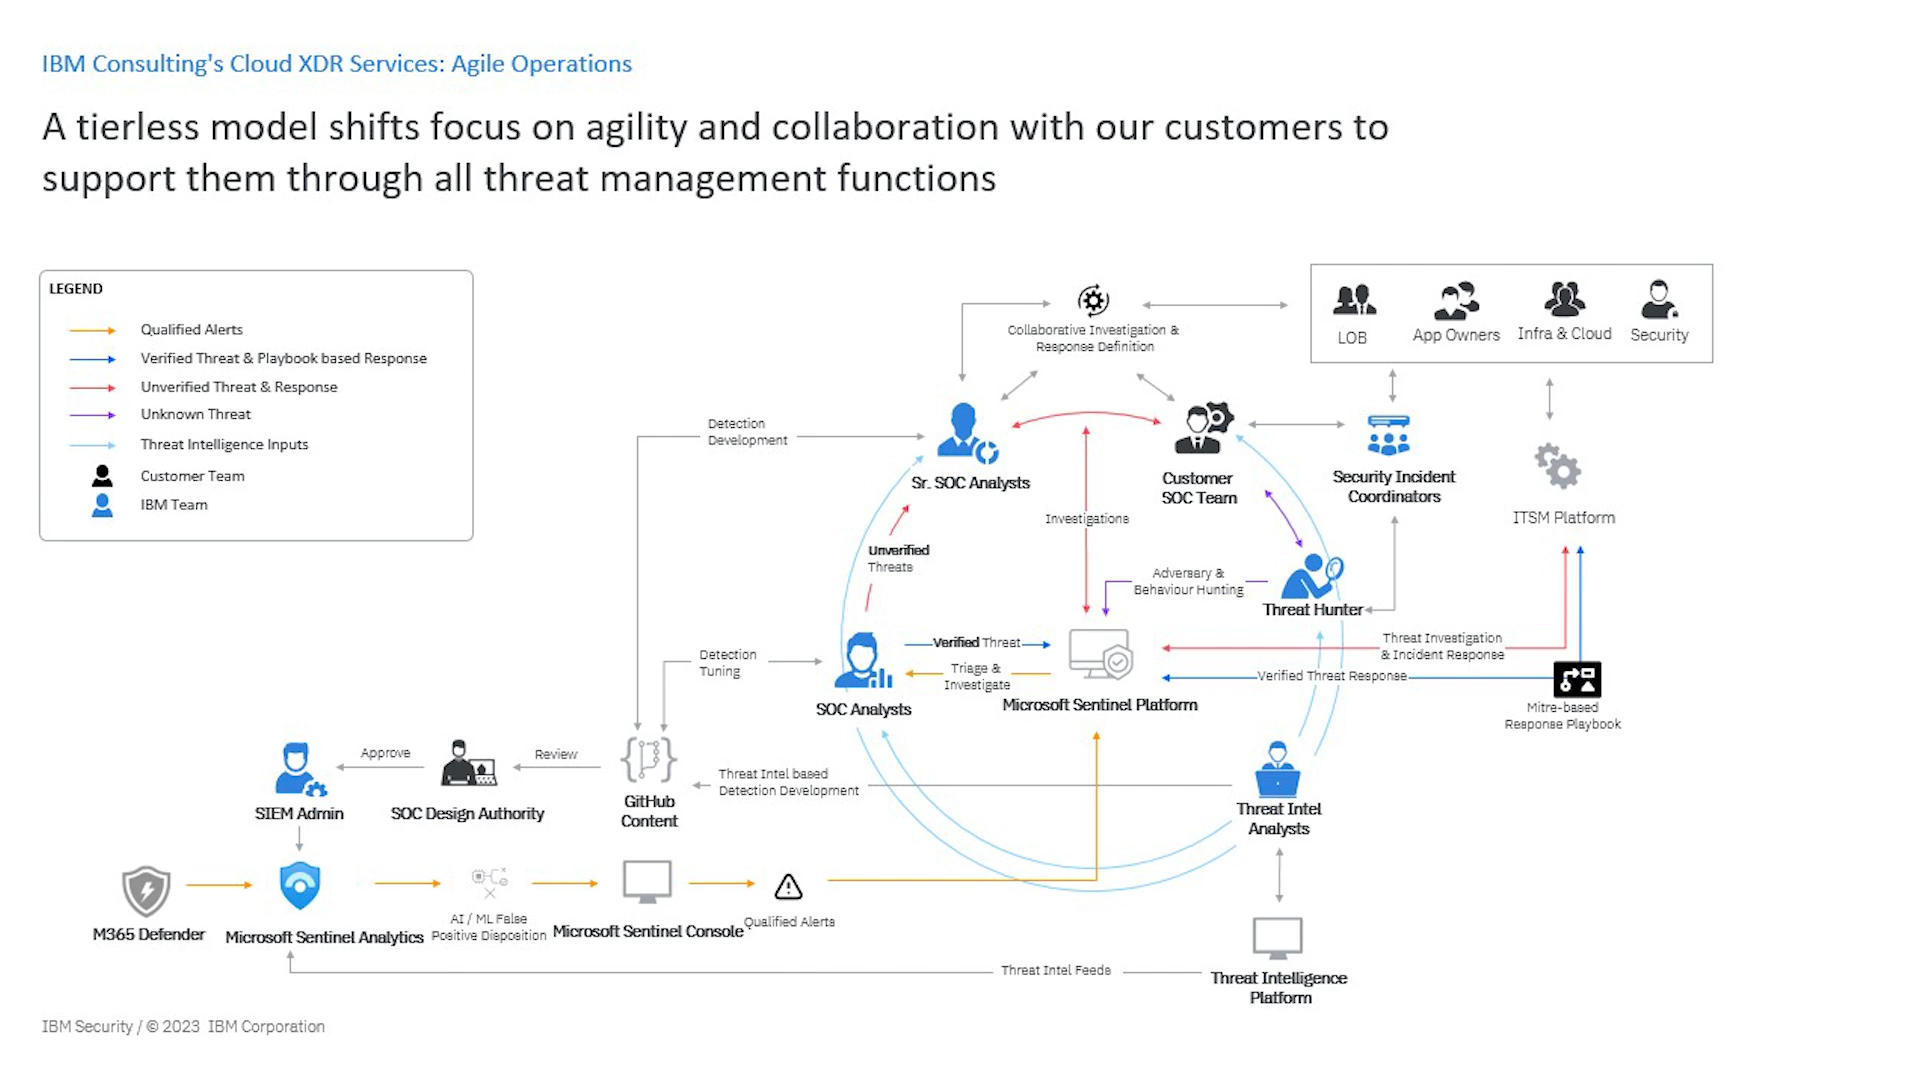 IBM Consulting's Cloud XDR Services: Agile Operations
A tierless model shifts focus on agility and collaboration with our customers to
support them through all threat management functions
LEGEND
Qualified Alerts
Verified Threat & Playbook based Response
Unverified Threat & Response
Unknown Threat
Threat Intelligence Inputs
Customer Team
IBM Team
Collaborative Investigation &
Response Definition
LOB
App Owners
Infra & Cloud
Security
Detection
Development
Sr. SOC Analysts
Customer
SOC Team
Security Incident
Coordinators
ITSM Platform
Investigations
Unverified
Threats
Adversary &
Behaviour Hunting
Threat Hunter
Detection
Tuning
Verified Threat
Triage &
Investigate
SOC Analysts
Microsoft Sentinel Platform
Threat Investigation
& Incident Response
Verified Threat Response
Mitre-based
Response Playbook
Approve
Review
SIEM Admin
SOC Design Authority
GitHub
Content
Threat Intel based
Detection Development
Threat Intel
Analysts
M365 Defender
Microsoft Sentinel Analytics
AI / ML False
Positive Disposition
Microsoft Sentinel Console
Qualified Alerts
Threat Intel Feeds
Threat Intelligence
Platform
IBM Security / © 2023 IBM Corporation